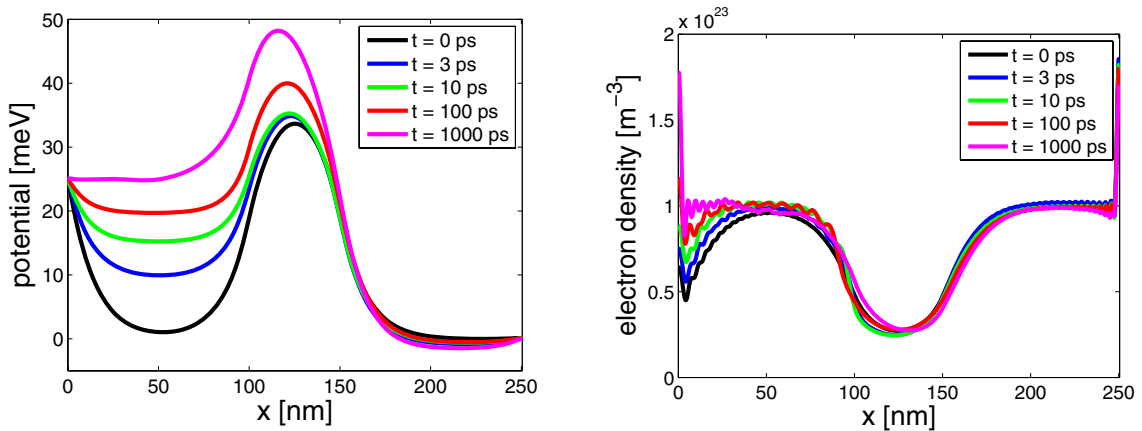 50
40
30
20
10
0
potential [meV]
t = 0 ps
t = 3 ps
t = 10 ps
t = 100 ps
t = 1000 ps
0 50 100 150 200 250
x [nm]
x 10^23
2
1.5
1
0.5
0
electron density [m^−3]
t = 0 ps
t = 3 ps
t = 10 ps
t = 100 ps
t = 1000 ps
0 50 100 150 200 250
x [nm]